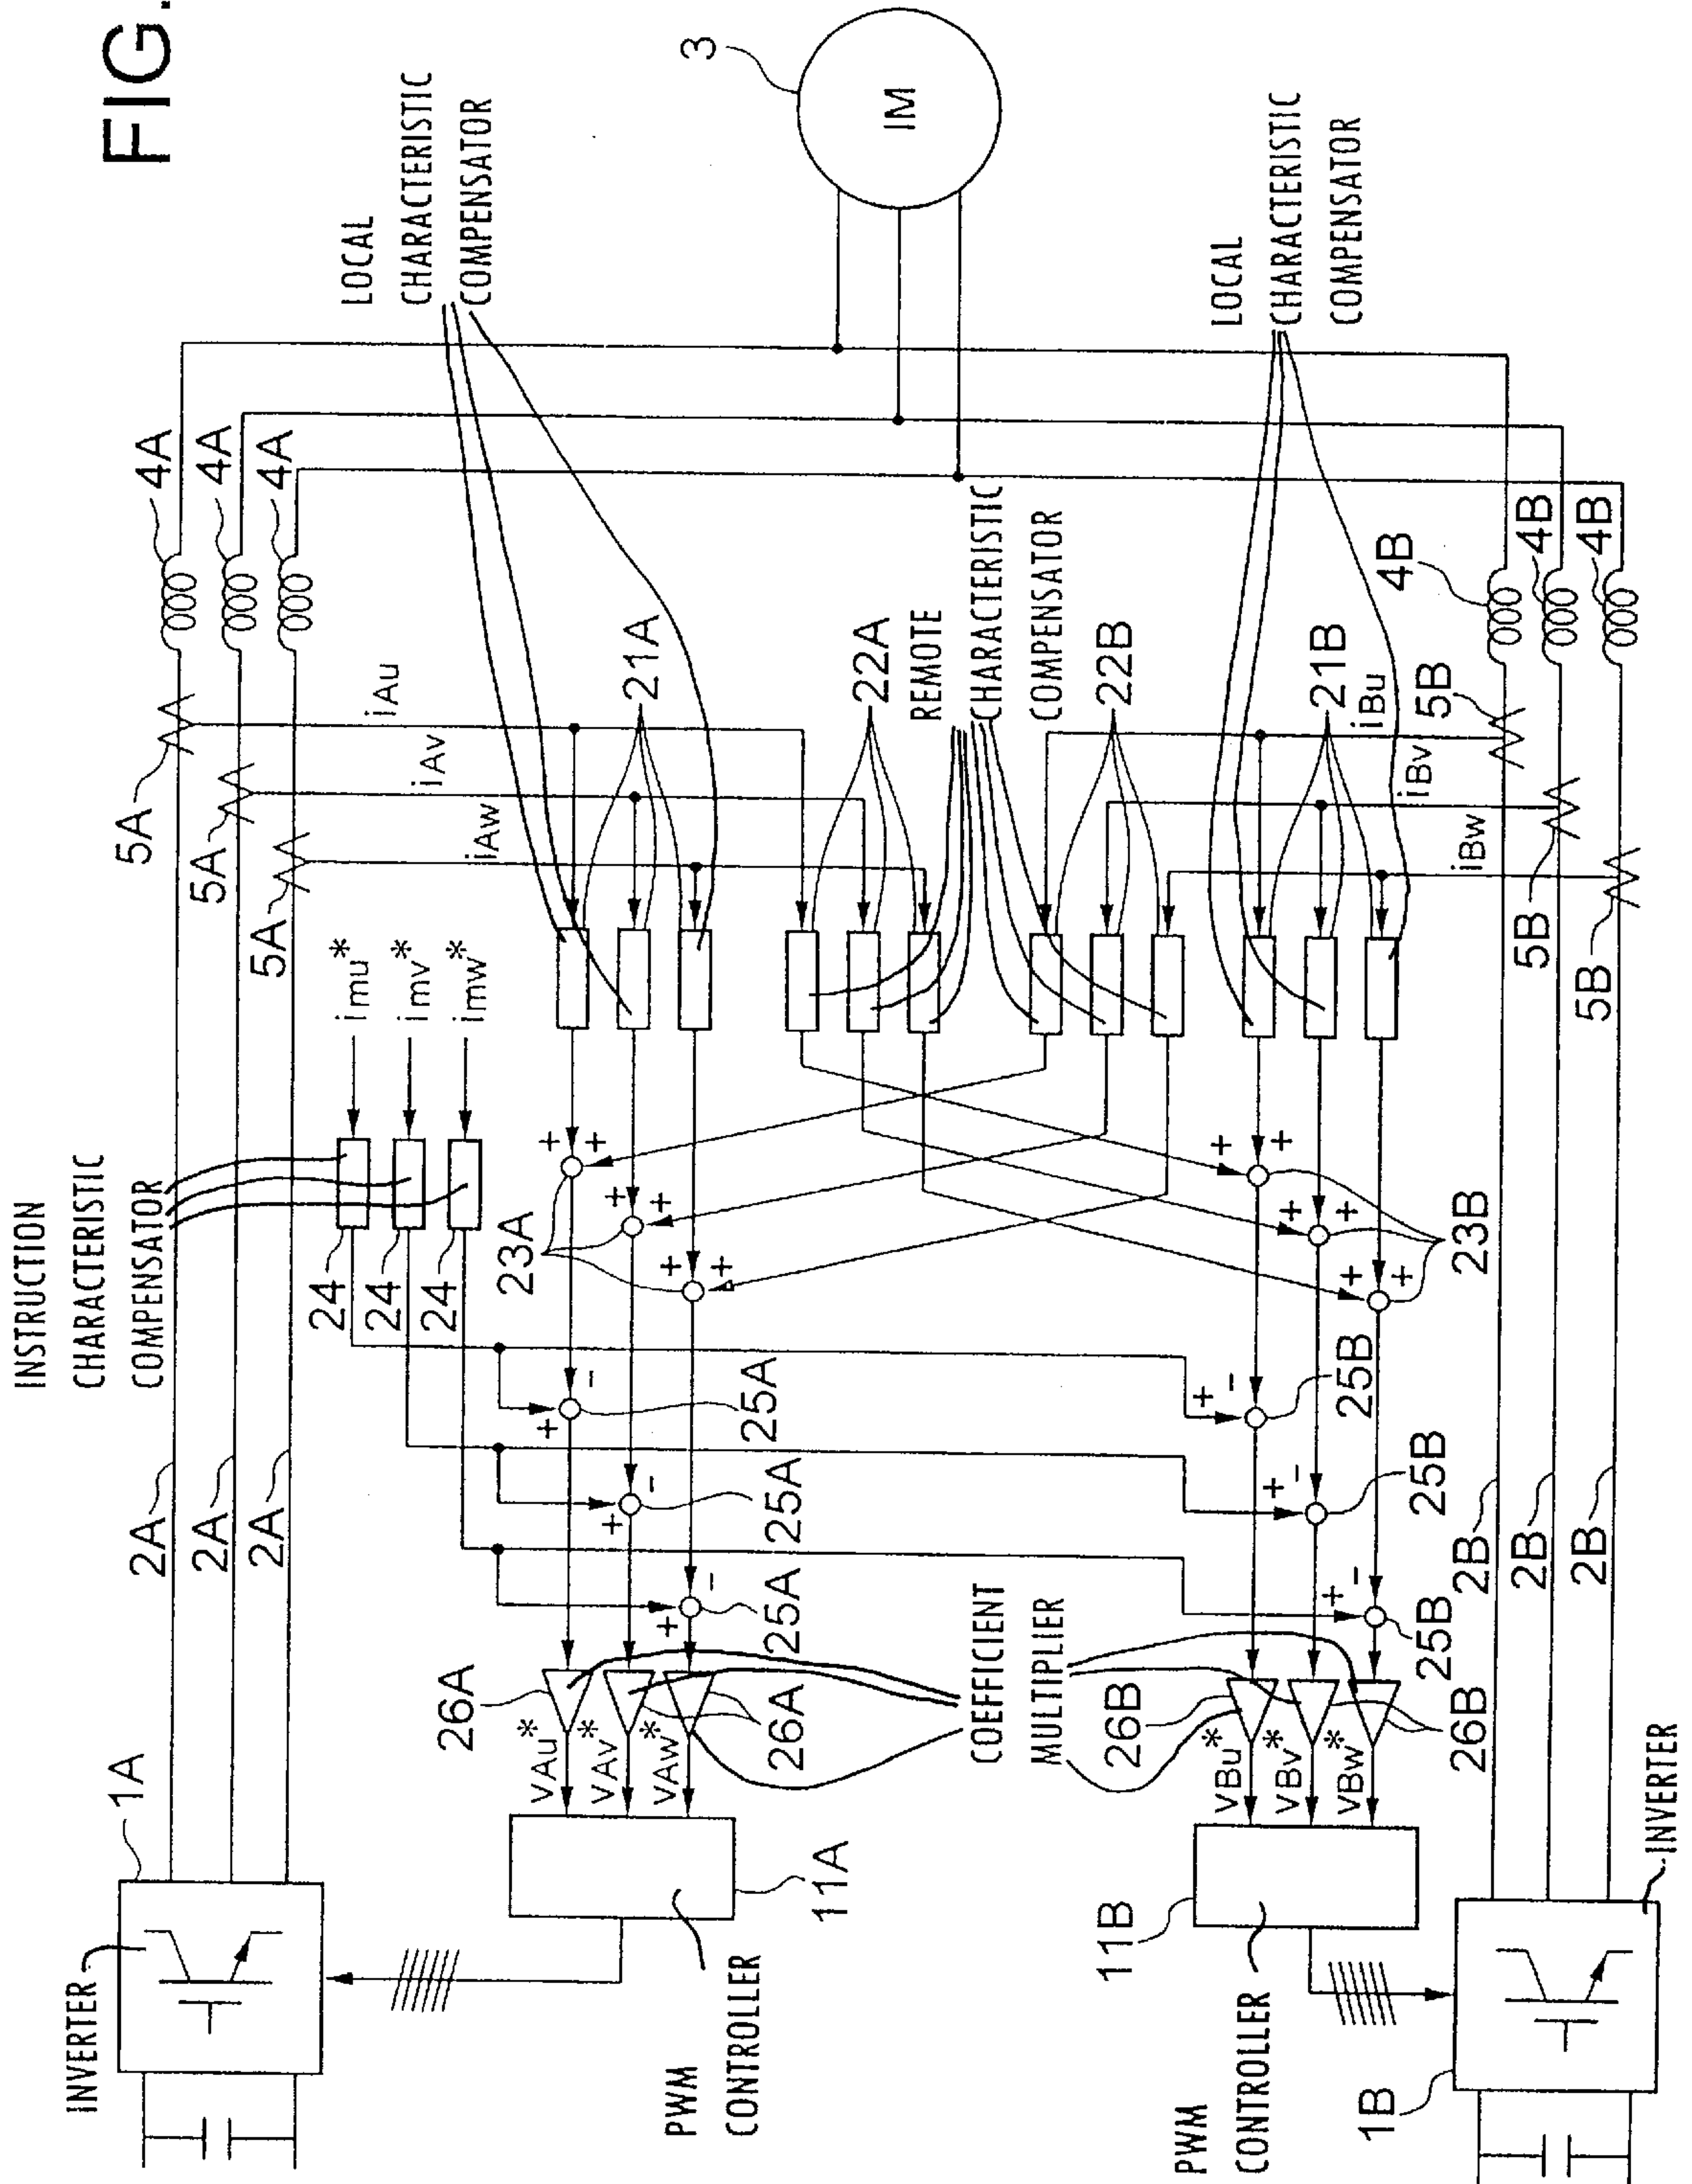 FIG.
3
IM
LOCAL
CHARACTERISTIC
COMPENSATOR
LOCAL
CHARACTERISTIC
COMPENSATOR
4A
4A
4A
4B
4B
4B
5A
5A
5A
5B
5B
5B
iAu
iAv
iAw
iBu
iBv
iBw
21A
22A
REMOTE
CHARACTERISTIC
COMPENSATOR
22B
21B
imu*
imv*
imw*
INSTRUCTION
CHARACTERISTIC
COMPENSATOR
24
24
24
+
+
+
+
+
+
23A
+
+
+
+
+
+
23B
-
+
25A
-
+
25A
-
+
25A
+
-
25B
+
-
25B
+
-
25B
2A
2A
2A
2B
2B
2B
26A
26A
COEFFICIENT
MULTIPLIER
26B
26B
vAu*
vAv*
vAw*
vBu*
vBv*
vBw*
1A
11A
11B
1B
INVERTER
PWM
CONTROLLER
PWM
CONTROLLER
INVERTER